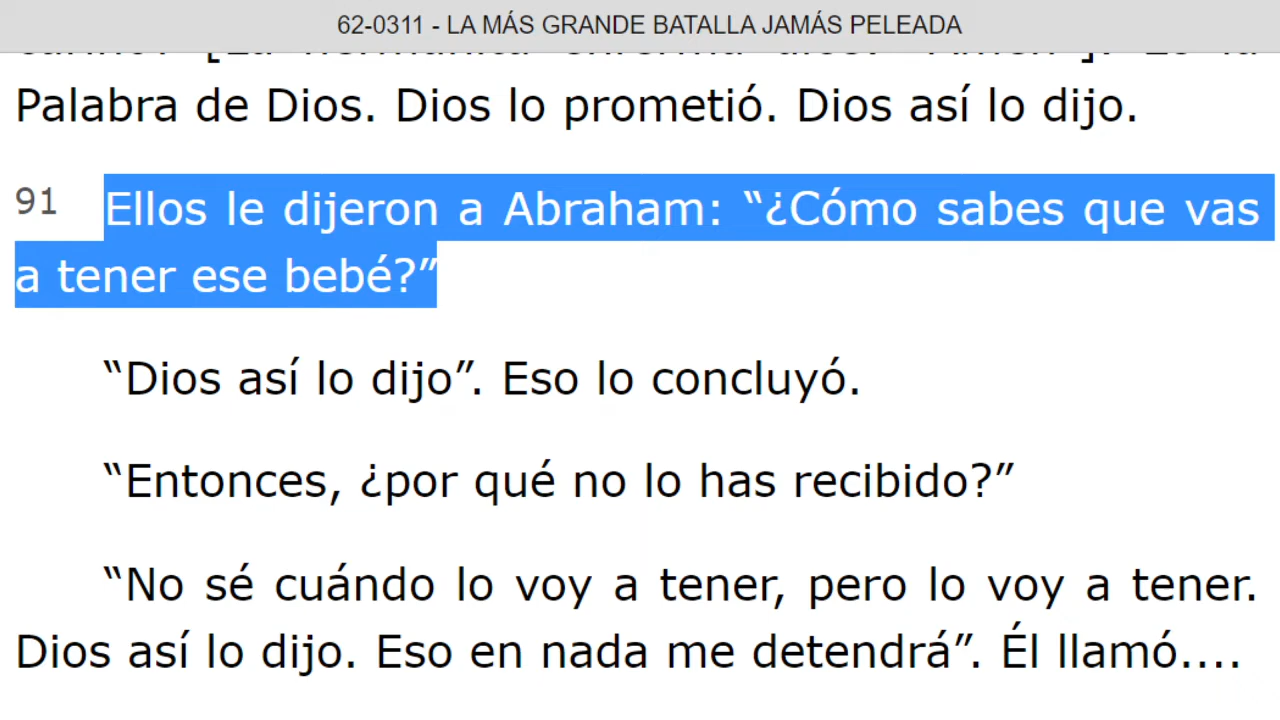 62-0311 - LA MÁS GRANDE BATALLA JAMÁS PELEADA
Palabra de Dios. Dios lo prometió. Dios así lo dijo.
91 Ellos le dijeron a Abraham: “¿Cómo sabes que vas
a tener ese bebé?”
“Dios así lo dijo”. Eso lo concluyó.
“Entonces, ¿por qué no lo has recibido?”
“No sé cuándo lo voy a tener, pero lo voy a tener.
Dios así lo dijo. Eso en nada me detendrá”. Él llamó....